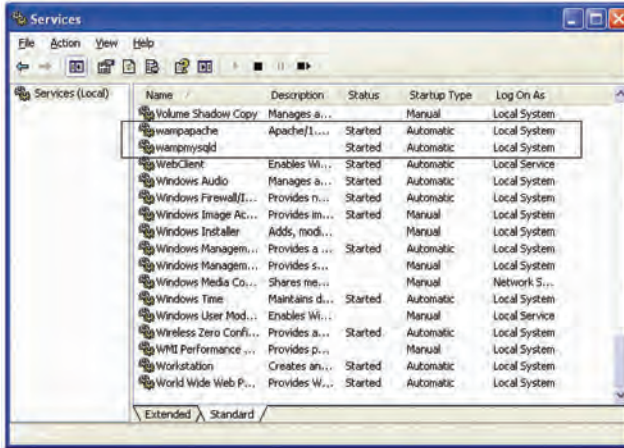 Services
File Action View Help
Services (Local)
Name Description Status Startup Type Log On As
Volume Shadow Copy Manages a... Manual Local System
wampapache Apache/1.... Started Automatic Local System
wampmysqld Started Automatic Local System
WebClient Enables Wi... Started Automatic Local Service
Windows Audio Manages a... Started Automatic Local System
Windows Firewall/I... Provides n... Started Automatic Local System
Windows Image Ac... Provides im... Started Manual Local System
Windows Installer Adds, modi... Manual Local System
Windows Managem... Provides a ... Started Automatic Local System
Windows Managem... Provides s... Manual Local System
Windows Media Co... Shares me... Manual Network S...
Windows Time Maintains d... Started Automatic Local System
Windows User Mod... Enables Wi... Manual Local Service
Wireless Zero Confi... Provides a... Started Automatic Local System
WMI Performance ... Provides p... Manual Local System
Workstation Creates an... Started Automatic Local System
World Wide Web P... Provides W... Started Automatic Local System
Extended Standard